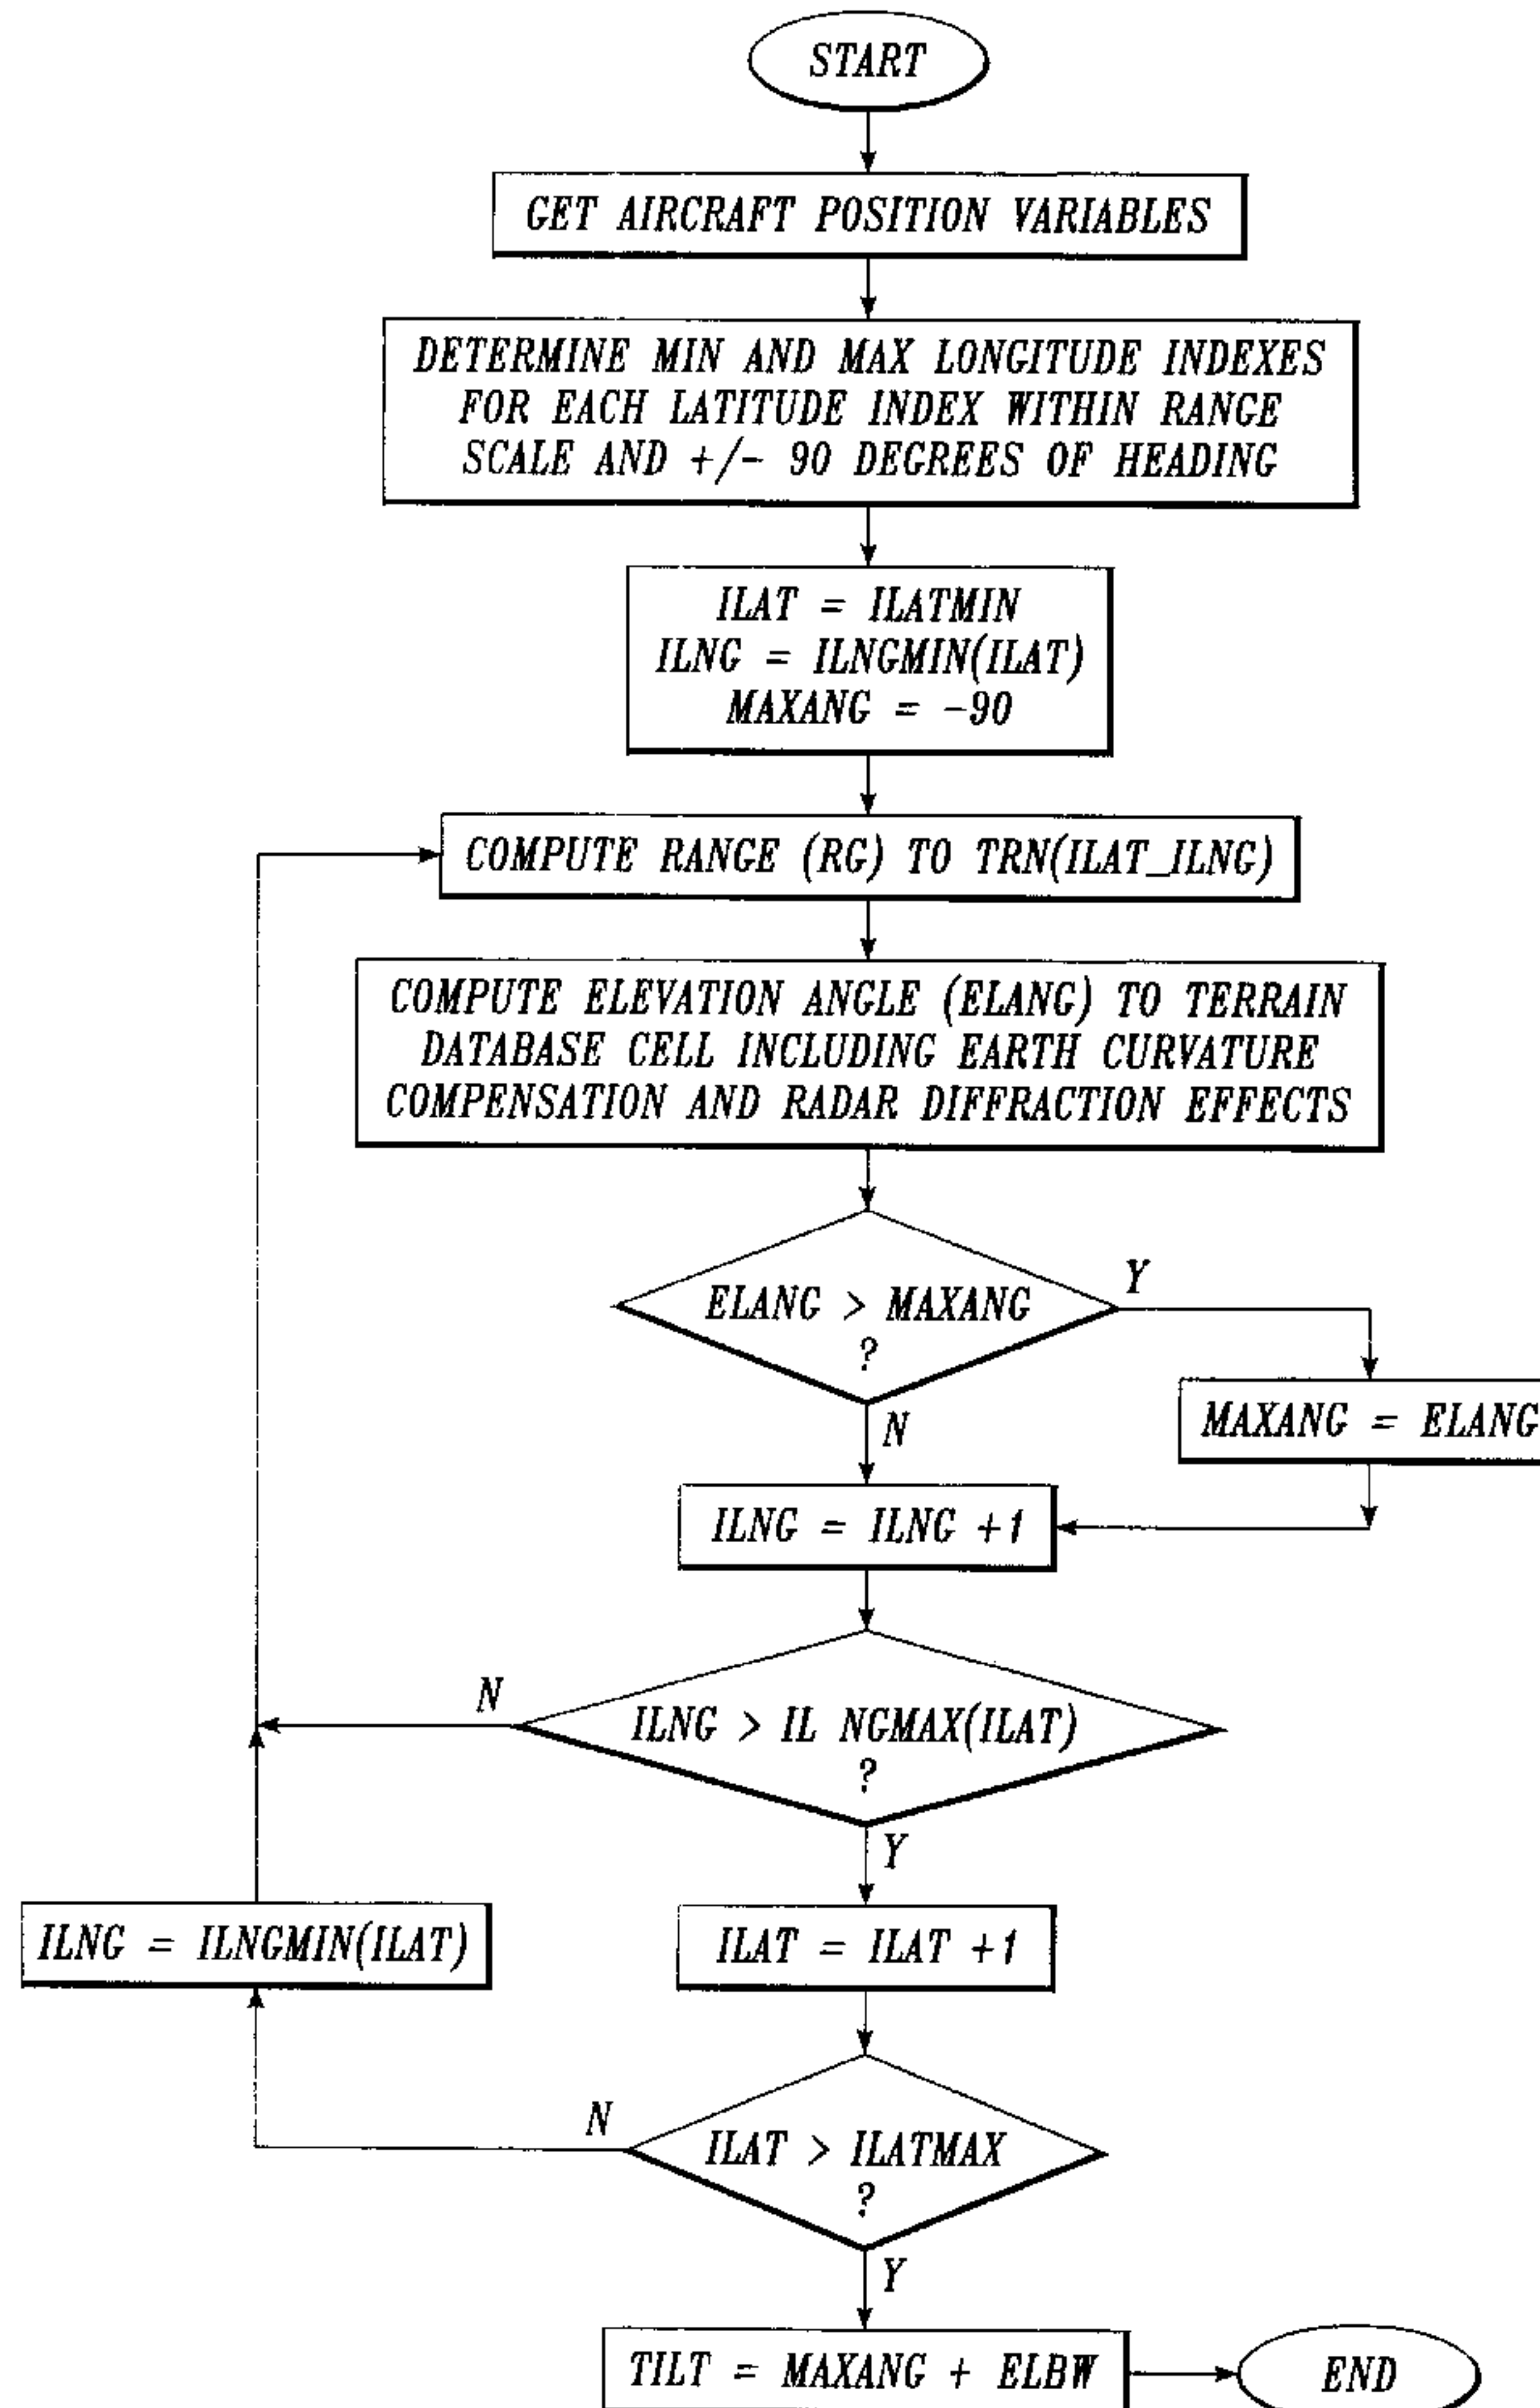 START
GET AIRCRAFT POSITION VARIABLES
DETERMINE MIN AND MAX LONGITUDE INDEXES
FOR EACH LATITUDE INDEX WITHIN RANGE
SCALE AND +/- 90 DEGREES OF HEADING
ILAT = ILATMIN
ILNG = ILNGMIN(ILAT)
MAXANG = -90
COMPUTE RANGE (RG) TO TRN(ILAT_ILNG)
COMPUTE ELEVATION ANGLE (ELANG) TO TERRAIN
DATABASE CELL INCLUDING EARTH CURVATURE
COMPENSATION AND RADAR DIFFRACTION EFFECTS
ELANG > MAXANG
?
Y
MAXANG = ELANG
N
ILNG = ILNG +1
N
ILNG > IL NGMAX(ILAT)
?
Y
ILNG = ILNGMIN(ILAT)
ILAT = ILAT +1
N
ILAT > ILATMAX
?
Y
TILT = MAXANG + ELBW
END